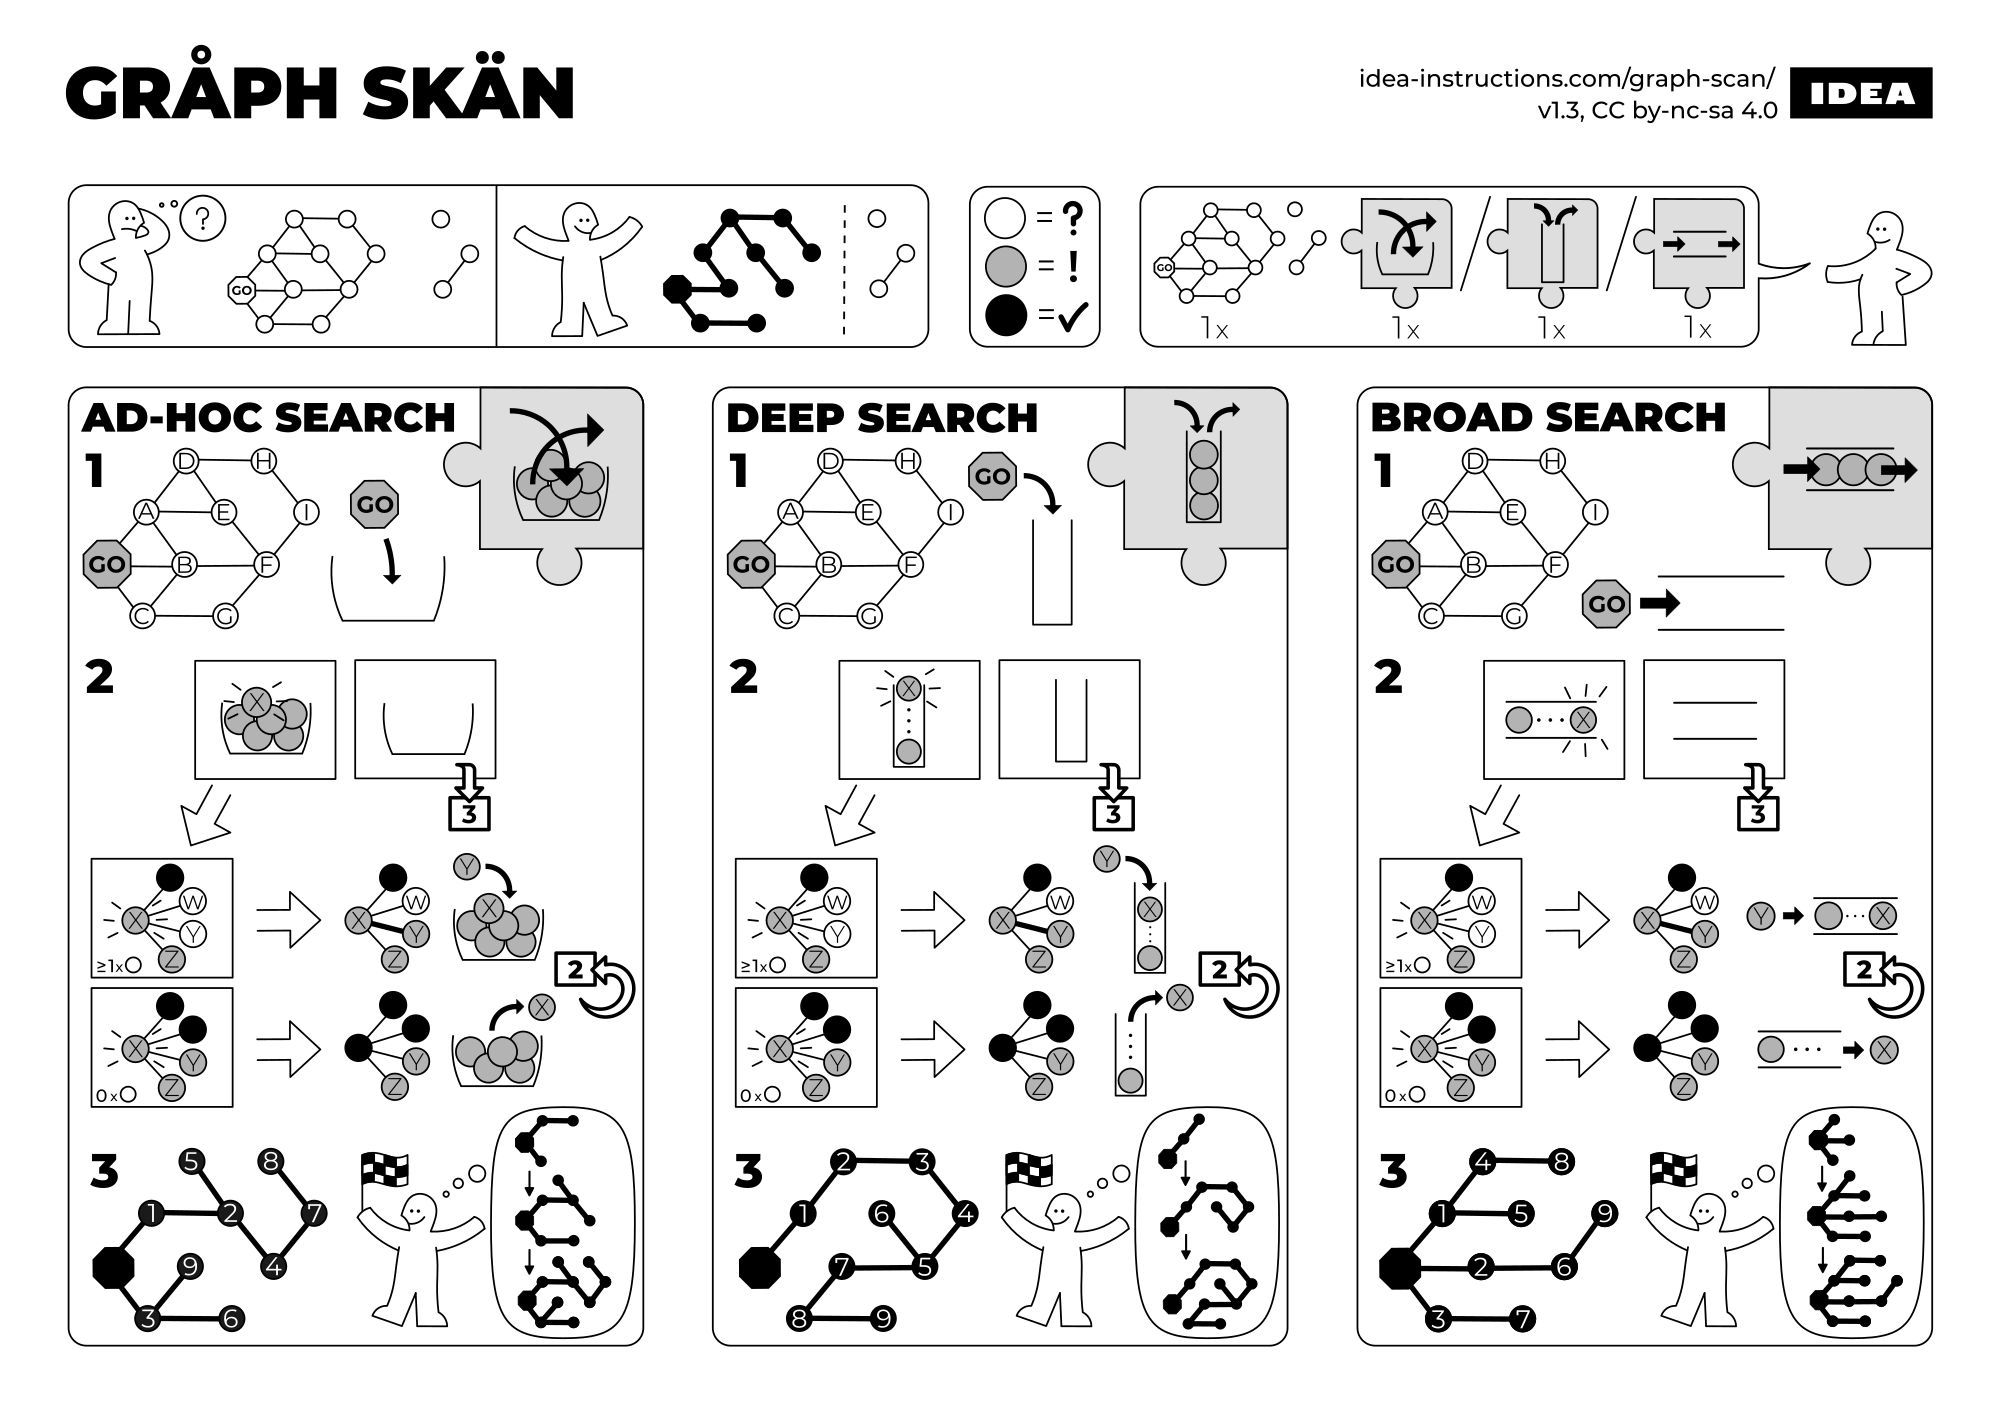 GRÅPH SKÄN
idea-instructions.com/graph-scan/
v1.3, CC by-nc-sa 4.0
IDEA
?
GO
= ?
= !
=
GO
1x
1x
1x
1x
AD-HOC SEARCH
1
D H
GO
A E I
GO B F
C G
2
X
3
Y
X W Y Z
≥1x
X W Y Z
X
2
X Y Z
0x
Y Z
X
3
5 8
1 2 7
9 4
3 6
DEEP SEARCH
1
D H
GO
A E I
GO B F
C G
2
X
3
Y
X W Y Z
≥1x
X W Y Z
X
2
X Y Z
0x
Y Z
X
3
2 3
1 6 4
7 5
8 9
BROAD SEARCH
1
D H
A E I
GO B F
GO
C G
2
X
3
X W Y Z
≥1x
X W Y Z
Y X
2
X Y Z
0x
Y Z
X
3
4 8
1 5 9
2 6
3 7